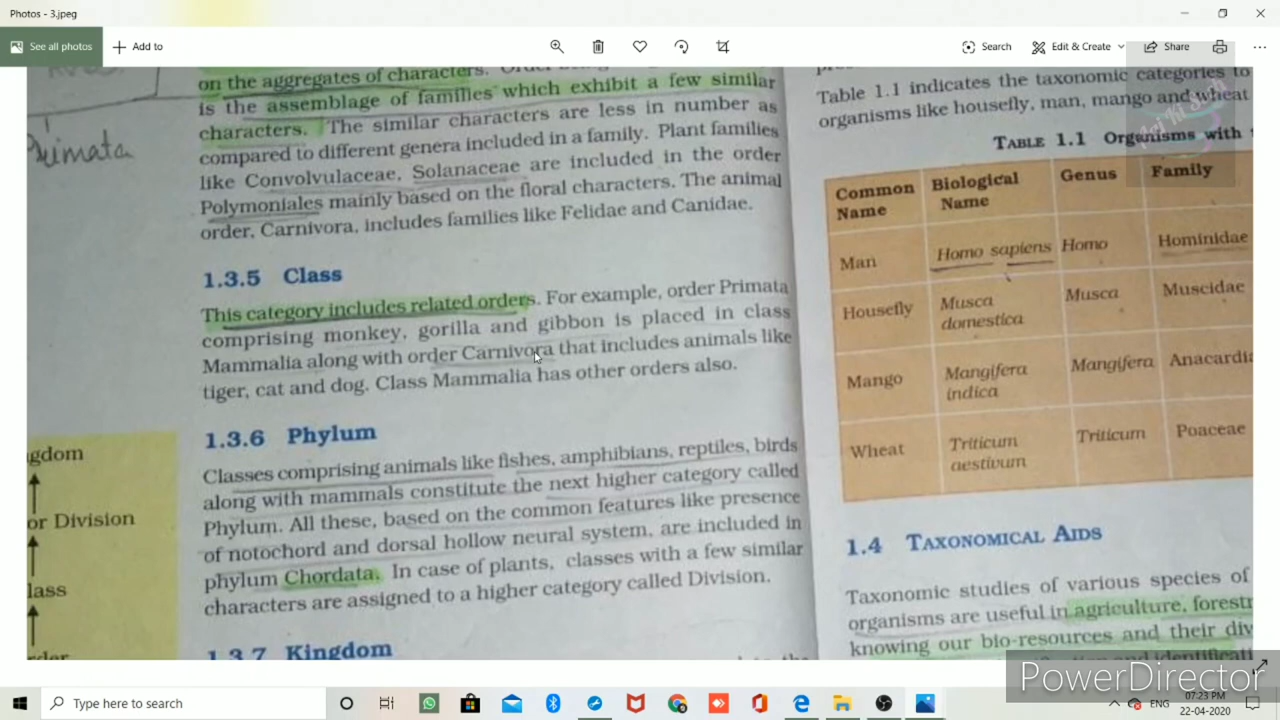 Photos - 3.jpeg
See all photos
Add to
Search
Edit & Create
Share
on the aggregates of characters.
is the assemblage of families which exhibit a few similar
characters. The similar characters are less in number as
compared to different genera included in a family. Plant families
like Convolvulaceae, Solanaceae are included in the order
Polymoniales mainly based on the floral characters. The animal
order, Carnivora, includes families like Felidae and Canidae.
Primata
1.3.5 Class
This category includes related orders. For example, order Primata
comprising monkey, gorilla and gibbon is placed in class
Mammalia along with order Carnivora that includes animals like
tiger, cat and dog. Class Mammalia has other orders also.
1.3.6 Phylum
Classes comprising animals like fishes, amphibians, reptiles, birds
along with mammals constitute the next higher category called
Phylum. All these, based on the common features like presence
of notochord and dorsal hollow neural system, are included in
phylum Chordata. In case of plants, classes with a few similar
characters are assigned to a higher category called Division.
1.3.7 Kingdom
gdom
or Division
lass
rder
Table 1.1 indicates the taxonomic categories to
organisms like housefly, man, mango and wheat
TABLE 1.1 Organisms with
Common Name Biological Name Genus Family
Man Homo sapiens Homo Hominidae
Housefly Musca domestica Musca Muscidae
Mango Mangifera indica Mangifera Anacardia
Wheat Triticum aestivum Triticum Poaceae
1.4 TAXONOMICAL AIDS
Taxonomic studies of various species of
organisms are useful in agriculture, forestr
knowing our bio-resources and their div
identificati
PowerDirector
Type here to search
ENG
07:23 PM
22-04-2020